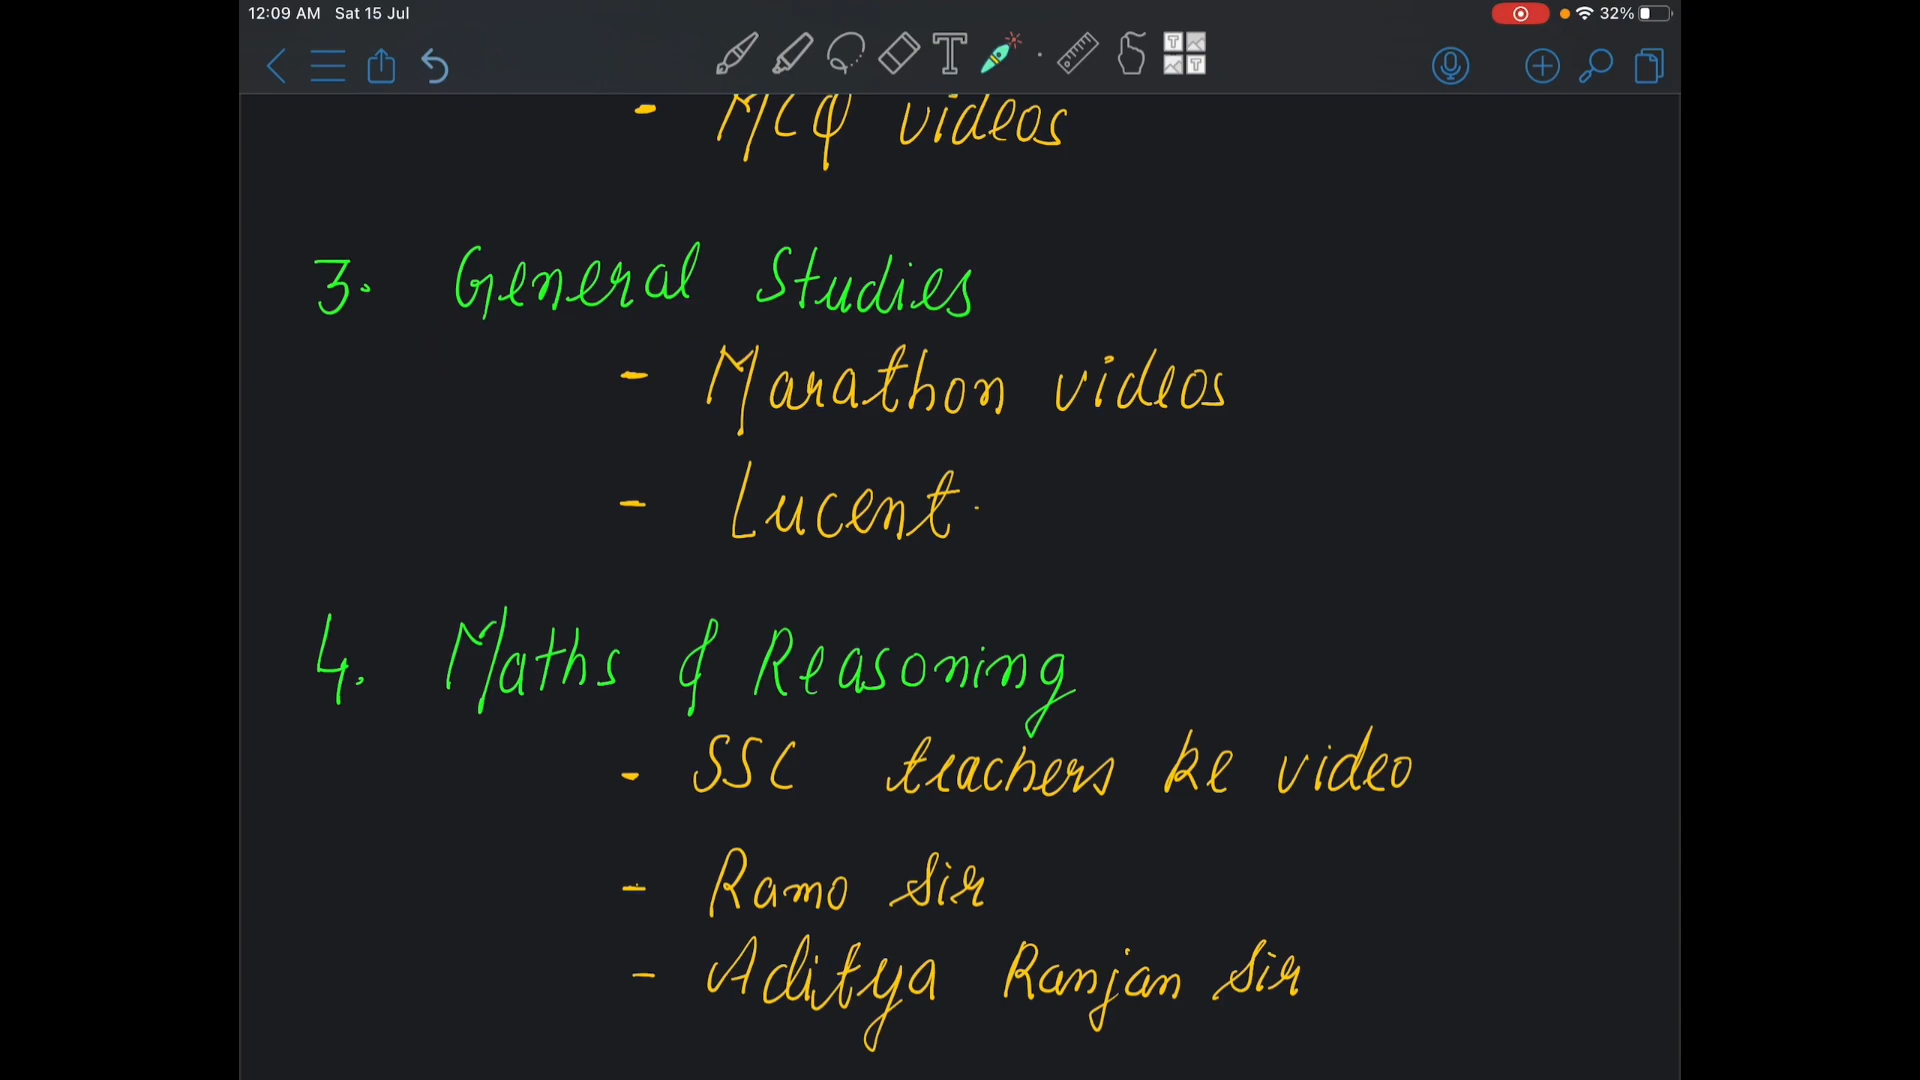 12:09 AM Sat 15 Jul 32%
- MCQ videos
3. General Studies
- Marathon videos
- Lucent.
4. Maths & Reasoning
- SSC teachers ke video
- Ramo Sir
- Aditya Ranjan Sir